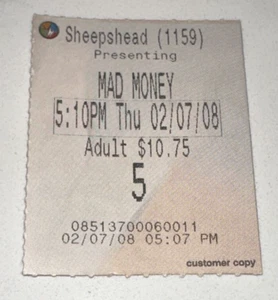 Sheepshead (1159)
Presenting
MAD MONEY
5:10PM Thu 02/07/08
Adult $10.75
5
08513700060011
02/07/08 05:07 PM
customer copy